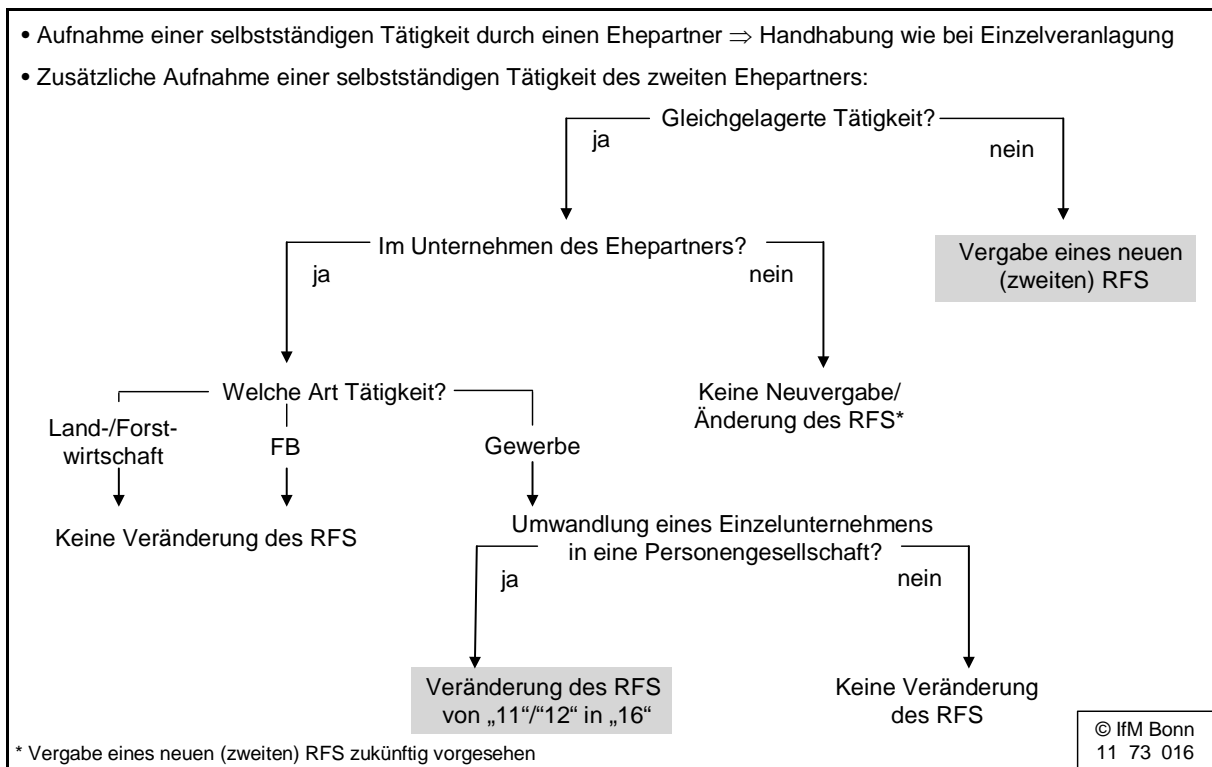 • Aufnahme einer selbstständigen Tätigkeit durch einen Ehepartner ⇒ Handhabung wie bei Einzelveranlagung
• Zusätzliche Aufnahme einer selbstständigen Tätigkeit des zweiten Ehepartners:
Gleichgelagerte Tätigkeit?
ja
nein
Im Unternehmen des Ehepartners?
ja
nein
Vergabe eines neuen
(zweiten) RFS
Welche Art Tätigkeit?
Land-/Forst-
wirtschaft
FB
Gewerbe
Keine Neuvergabe/
Änderung des RFS*
Keine Veränderung des RFS
Umwandlung eines Einzelunternehmens
in eine Personengesellschaft?
ja
nein
Veränderung des RFS
von „11“/“12“ in „16“
Keine Veränderung
des RFS
* Vergabe eines neuen (zweiten) RFS zukünftig vorgesehen
© IfM Bonn
11 73 016